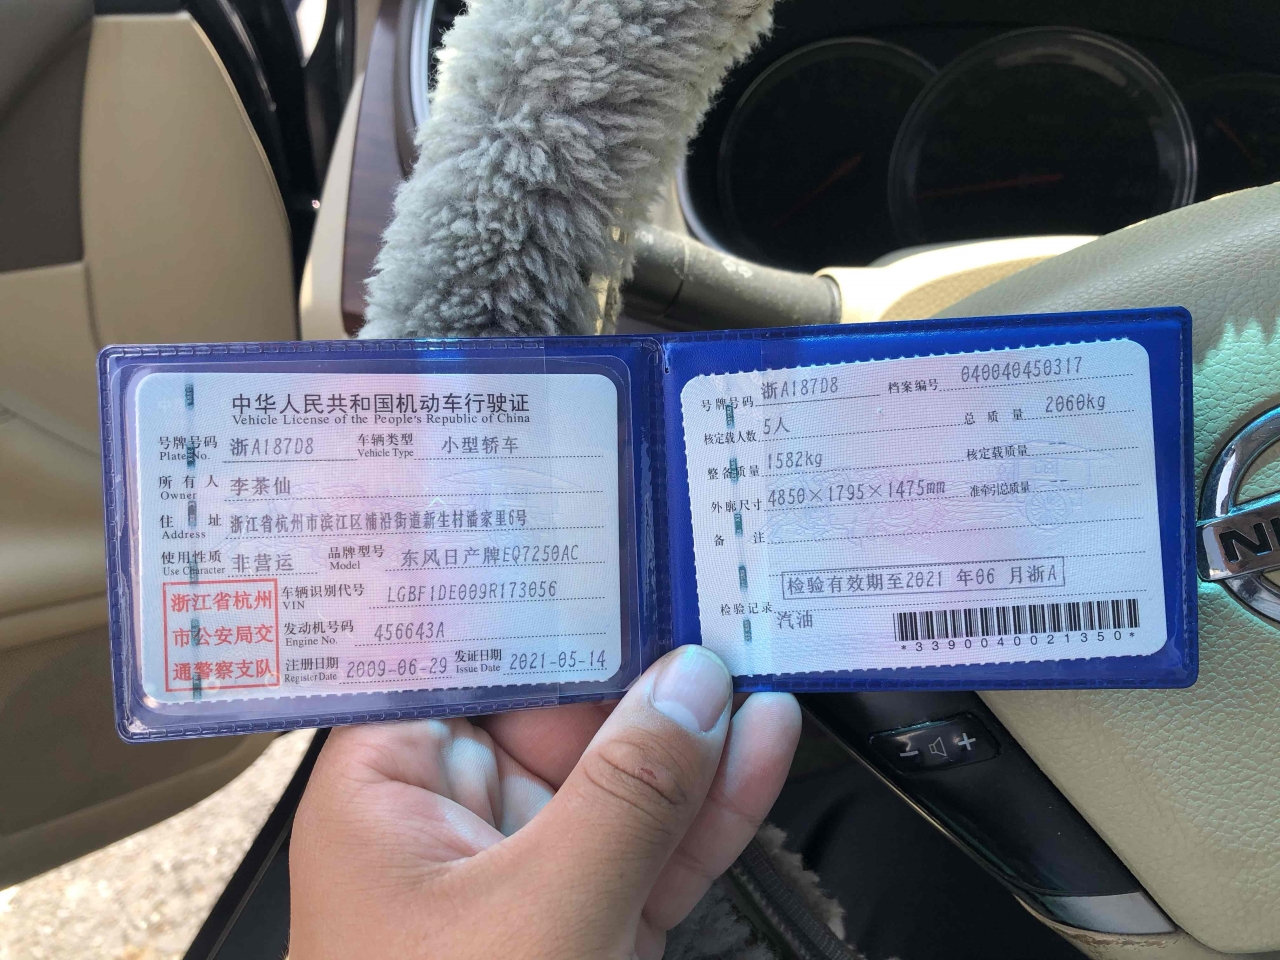 中华人民共和国机动车行驶证
Vehicle License of the People's Republic of China
号牌号码 Plate No. 浙A187D8 车辆类型 Vehicle Type 小型轿车
所有人 Owner 李茶仙
住址 Address 浙江省杭州市滨江区浦沿街道新生村潘家里6号
使用性质 Use Character 非营运 品牌型号 Model 东风日产牌EQ7250AC
浙江省杭州
市公安局交
通警察支队
车辆识别代号 VIN LGBF1DE009R173056
发动机号码 Engine No. 456643A
注册日期 Register Date 2009-06-29 发证日期 Issue Date 2021-05-14
号牌号码 浙A187D8 档案编号 040040450317
核定载人数 5人 总质量 2060kg
整备质量 1582kg 核定载质量 --
外廓尺寸 4850×1795×1475mm 准牵引总质量 --
备注
检验有效期至2021 年06 月浙A
检验记录 汽油
*3390040021350*
NI
− +